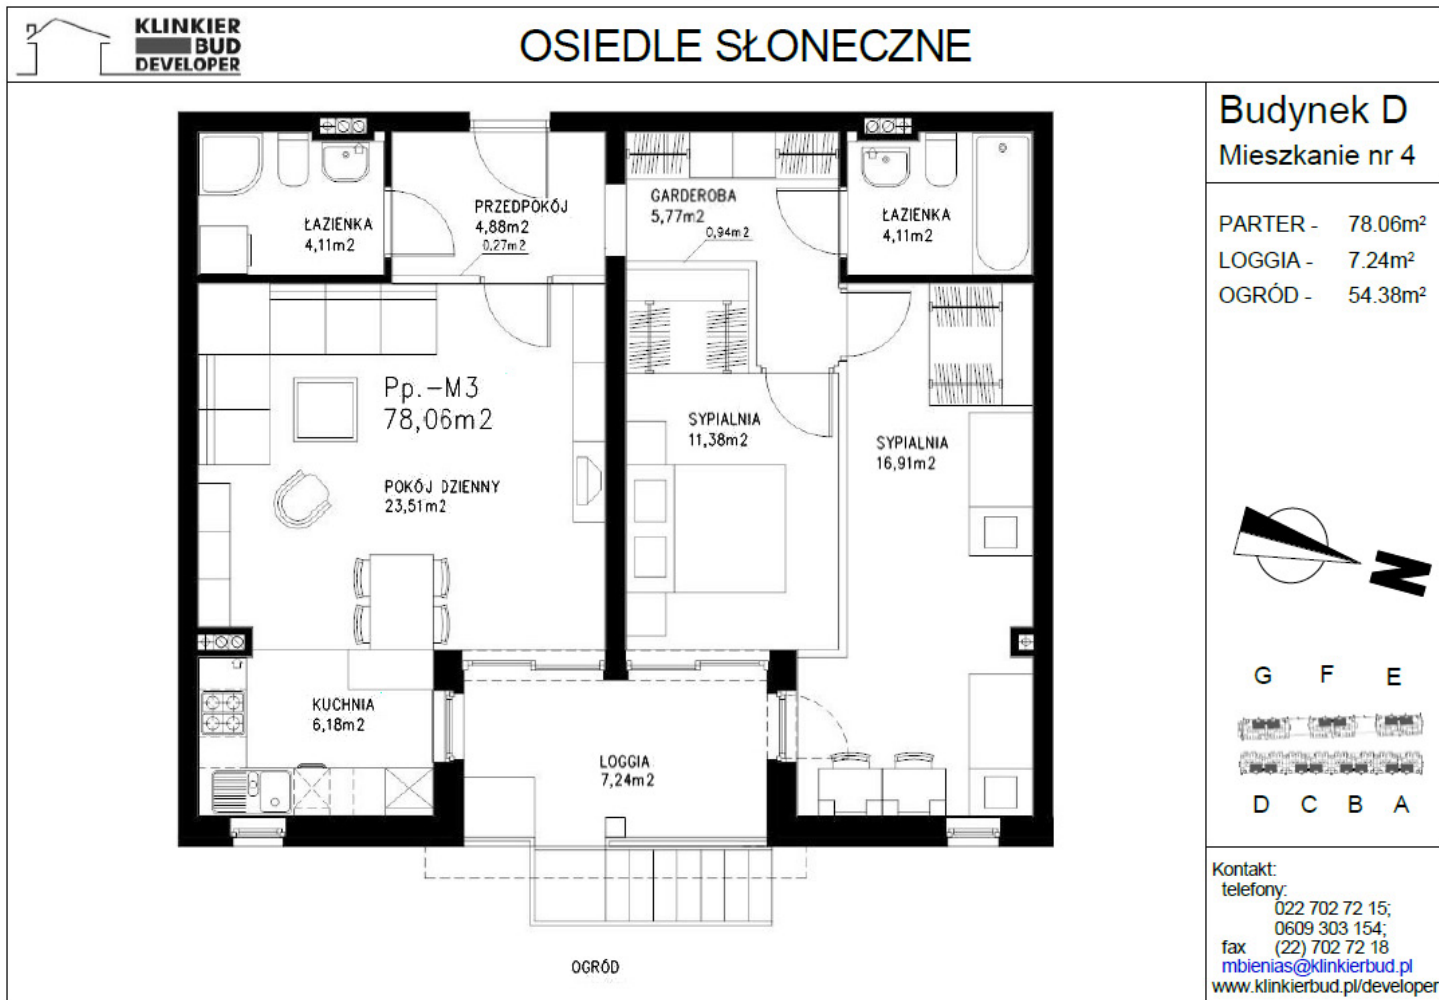 KLINKIER
BUD
DEVELOPER
OSIEDLE SŁONECZNE
Budynek D
Mieszkanie nr 4
PARTER - 78.06m²
LOGGIA - 7.24m²
OGRÓD - 54.38m²
ŁAZIENKA
4,11m2
PRZEDPOKÓJ
4,88m2
0.27m2
GARDEROBA
5,77m2
0,94m2
ŁAZIENKA
4,11m2
Pp.-M3
78,06m2
POKÓJ DZIENNY
23,51m2
SYPIALNIA
11,38m2
SYPIALNIA
16,91m2
KUCHNIA
6,18m2
LOGGIA
7,24m2
OGRÓD
N
G F E
D C B A
Kontakt:
telefony:
022 702 72 15;
0609 303 154;
fax (22) 702 72 18
mbienias@klinkierbud.pl
www.klinkierbud.pl/developer